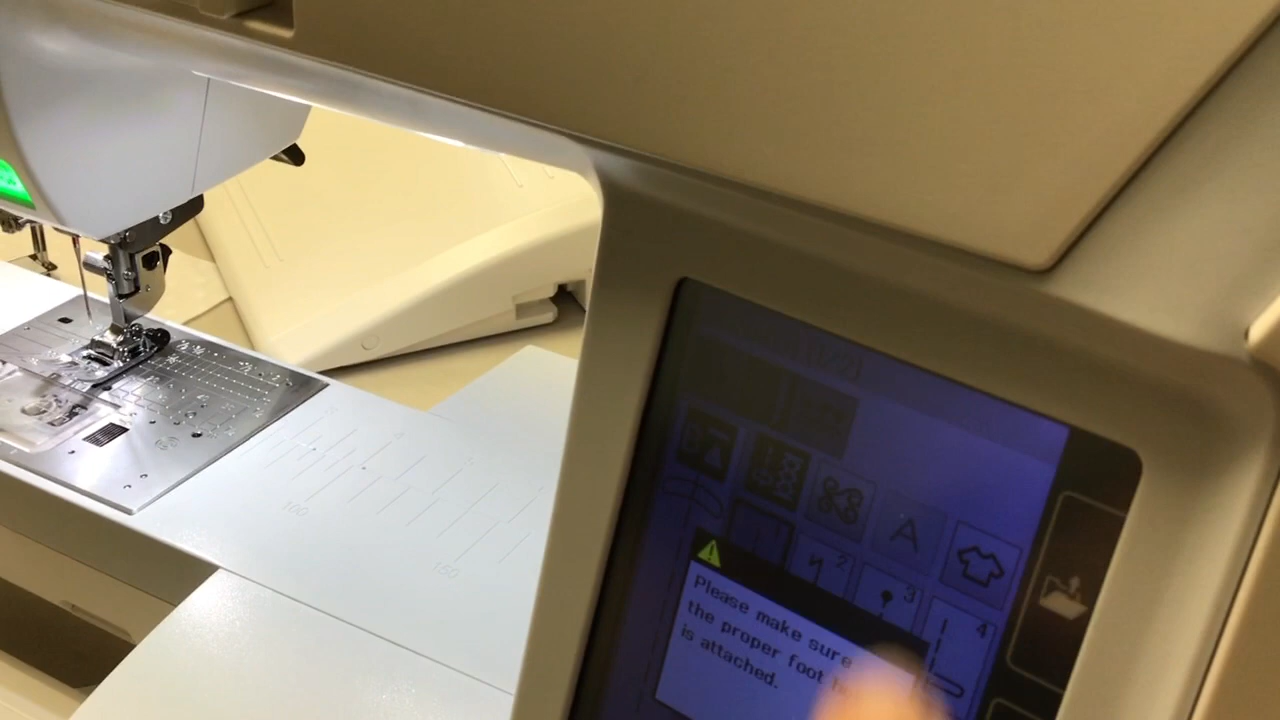 A
2
3
4
Please make sure
the proper foot
is attached.
100
150